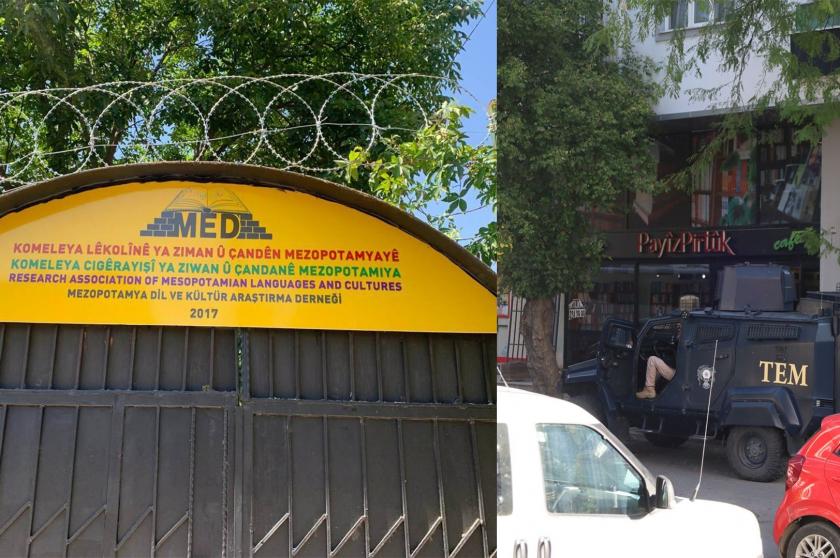 MED
KOMELEYA LÊKOLÎNÊ YA ZIMAN Û ÇANDÊN MEZOPOTAMYAYÊ
KOMELEYA CIGÊRAYIŞÎ YA ZIWAN Û ÇANDANÊ MEZOPOTAMIYA
RESEARCH ASSOCIATION OF MESOPOTAMIAN LANGUAGES AND CULTURES
MEZOPOTAMYA DİL VE KÜLTÜR ARAŞTIRMA DERNEĞİ
2017
PayîzPirtûk
cafe
TEM